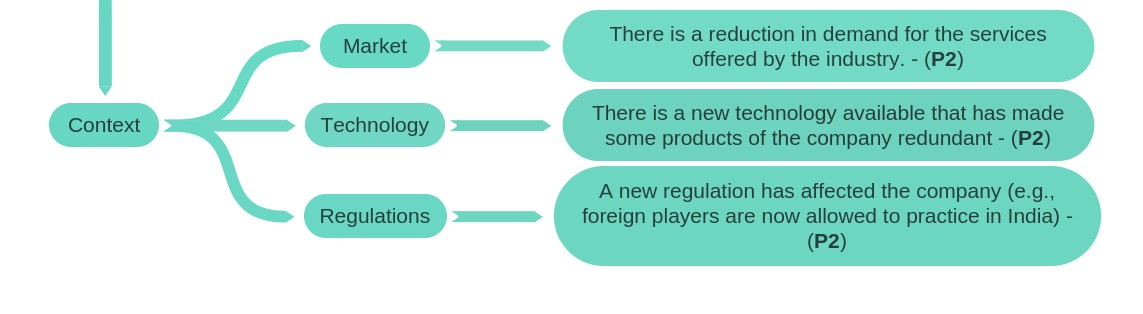 Market
There is a reduction in demand for the services
offered by the industry. - (P2)
Context
Technology
There is a new technology available that has made
some products of the company redundant - (P2)
Regulations
A new regulation has affected the company (e.g.,
foreign players are now allowed to practice in India) -
(P2)